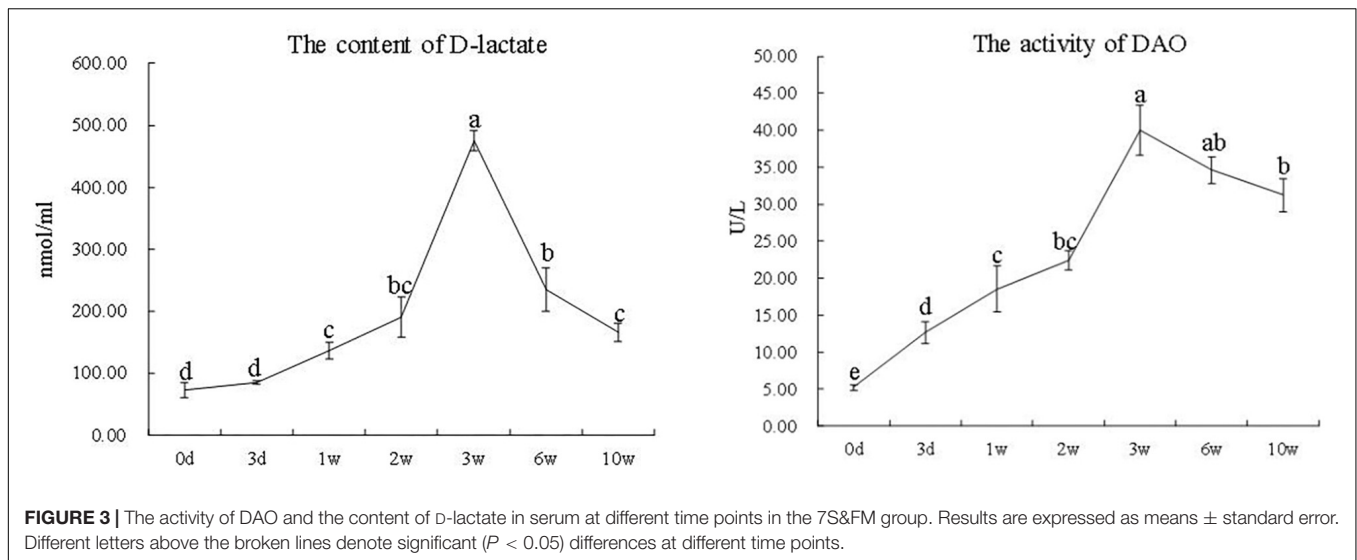 The content of D-lactate
600.00
500.00
400.00
300.00
200.00
100.00
0.00
nmol/ml
d
d
c
bc
a
b
c
0d 3d 1w 2w 3w 6w 10w
The activity of DAO
50.00
45.00
40.00
35.00
30.00
25.00
20.00
15.00
10.00
5.00
0.00
U/L
e
d
c
bc
a
ab
b
0d 3d 1w 2w 3w 6w 10w
FIGURE 3 | The activity of DAO and the content of D-lactate in serum at different time points in the 7S&FM group. Results are expressed as means ± standard error.
Different letters above the broken lines denote significant (P < 0.05) differences at different time points.